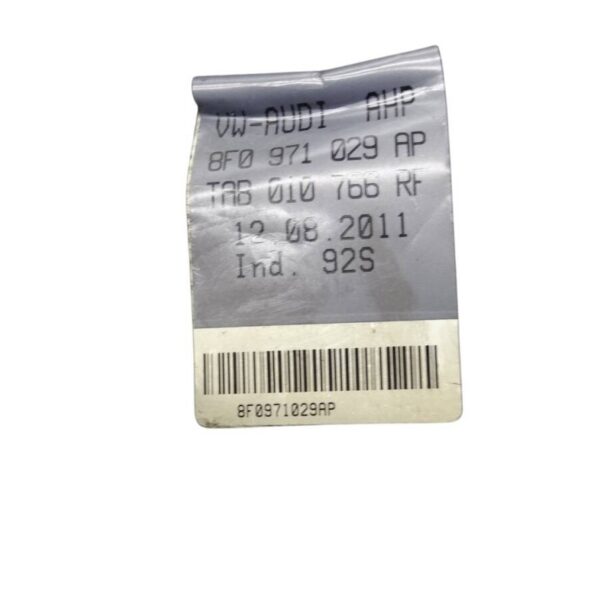 VW-AUDI AHP
8F0 971 029 AP
TAB 010 766 RF
12.08.2011
Ind. 92S
8F0971029AP